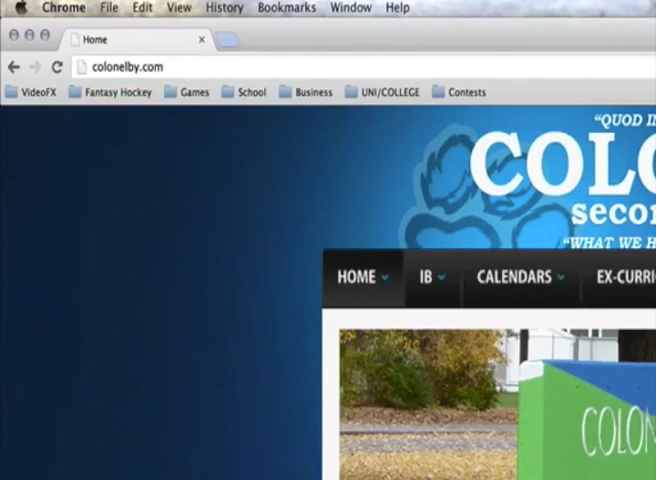 Chrome File Edit View History Bookmarks Window Help
Home
colonelby.com
VideoFX Fantasy Hockey Games School Business UNI/COLLEGE Contests
"QUOD
COLO
secon
"WHAT WE H
HOME IB CALENDARS EX-CURRI
COLON